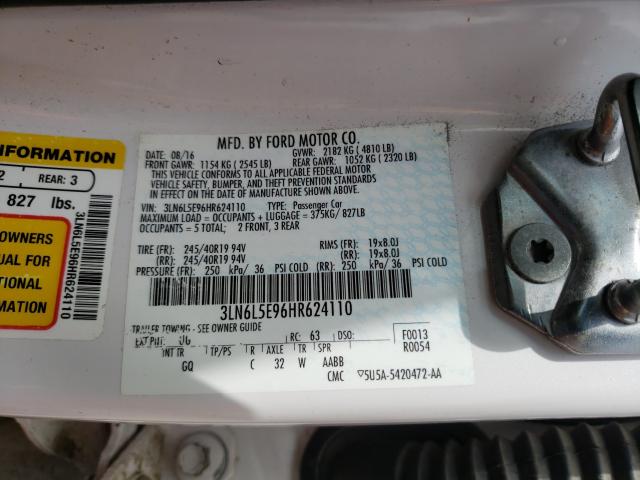 INFORMATION
2 REAR: 3
827 lbs.
OWNERS
UAL FOR
TIONAL
MATION
3LN6L5E96HR624110
MFD. BY FORD MOTOR CO.
DATE: 08/16 GVWR: 2182 KG ( 4810 LB)
FRONT GAWR: 1154 KG ( 2545 LB) REAR GAWR: 1052 KG ( 2320 LB)
THIS VEHICLE CONFORMS TO ALL APPLICABLE FEDERAL MOTOR
VEHICLE SAFETY, BUMPER, AND THEFT PREVENTION STANDARDS IN
EFFECT ON THE DATE OF MANUFACTURE SHOWN ABOVE.
VIN: 3LN6L5E96HR624110 TYPE: Passenger Car
MAXIMUM LOAD = OCCUPANTS + LUGGAGE = 375KG/827LB
OCCUPANTS = 5 TOTAL; 2 FRONT, 3 REAR
TIRE (FR): 245/40R19 94V RIMS (FR): 19x8.0J
(RR): 245/40R19 94V (RR): 19x8.0J
PRESSURE (FR): 250 kPa/ 36 PSI COLD (RR): 250 kPa/ 36 PSI COLD
3LN6L5E96HR624110
TRAILER TOWING - SEE OWNER GUIDE
EXT PNT: UG RC: 63 DSO: F0013
INT TR TP/PS R AXLE TR SPR R0054
GQ C 32 W AABB
CMC ▽5U5A-5420472-AA